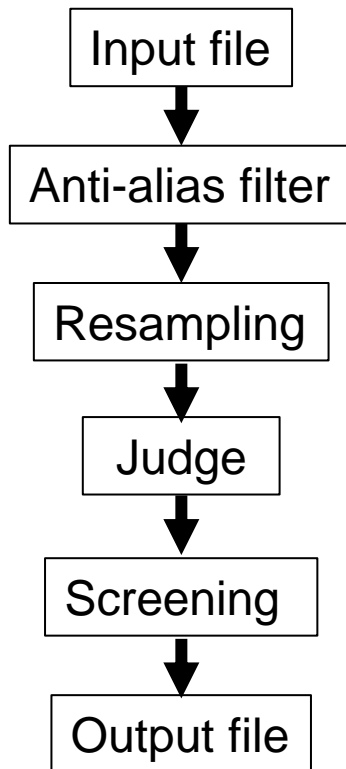 Input file
Anti-alias filter
Resampling
Judge
Screening
Output file